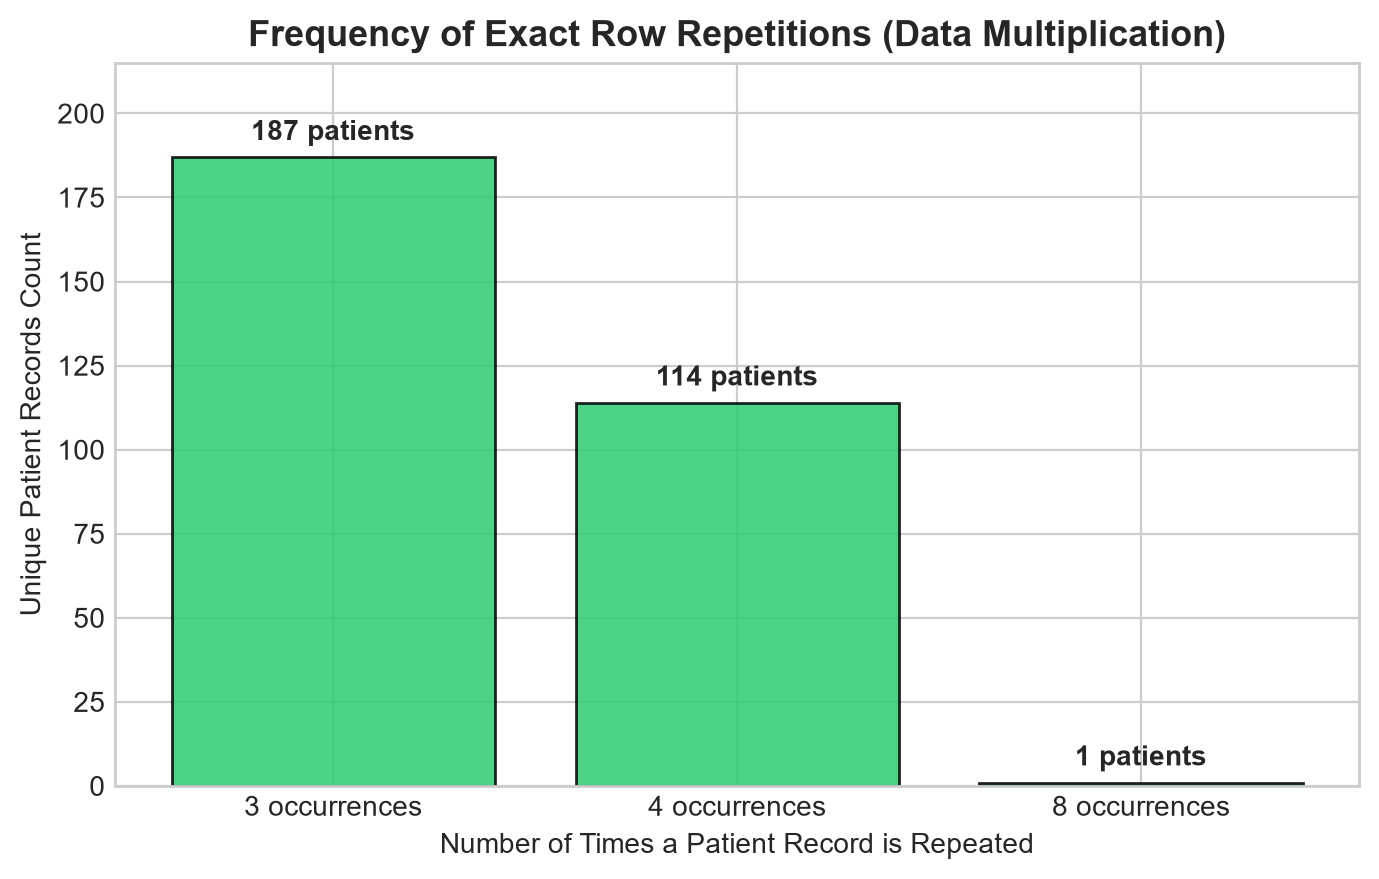 Frequency of Exact Row Repetitions (Data Multiplication)
Unique Patient Records Count
200
175
150
125
100
75
50
25
0
187 patients
114 patients
1 patients
3 occurrences
4 occurrences
8 occurrences
Number of Times a Patient Record is Repeated